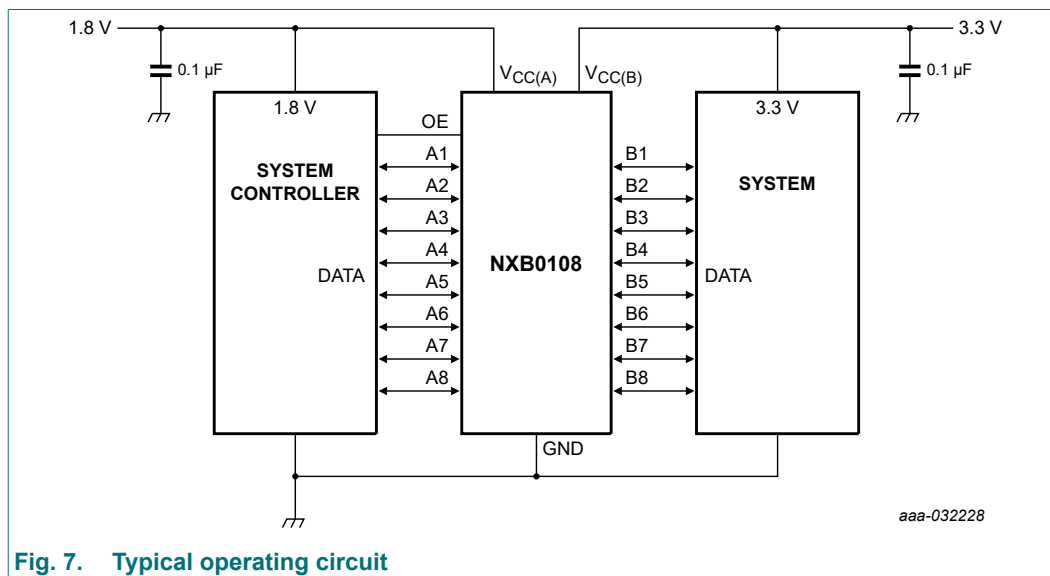 1.8 V
3.3 V
0.1 µF
VCC(A)
VCC(B)
0.1 µF
1.8 V
3.3 V
OE
SYSTEM
CONTROLLER
DATA
A1
A2
A3
A4
A5
A6
A7
A8
NXB0108
B1
B2
B3
B4
B5
B6
B7
B8
SYSTEM
DATA
GND
aaa-032228
Fig. 7. Typical operating circuit